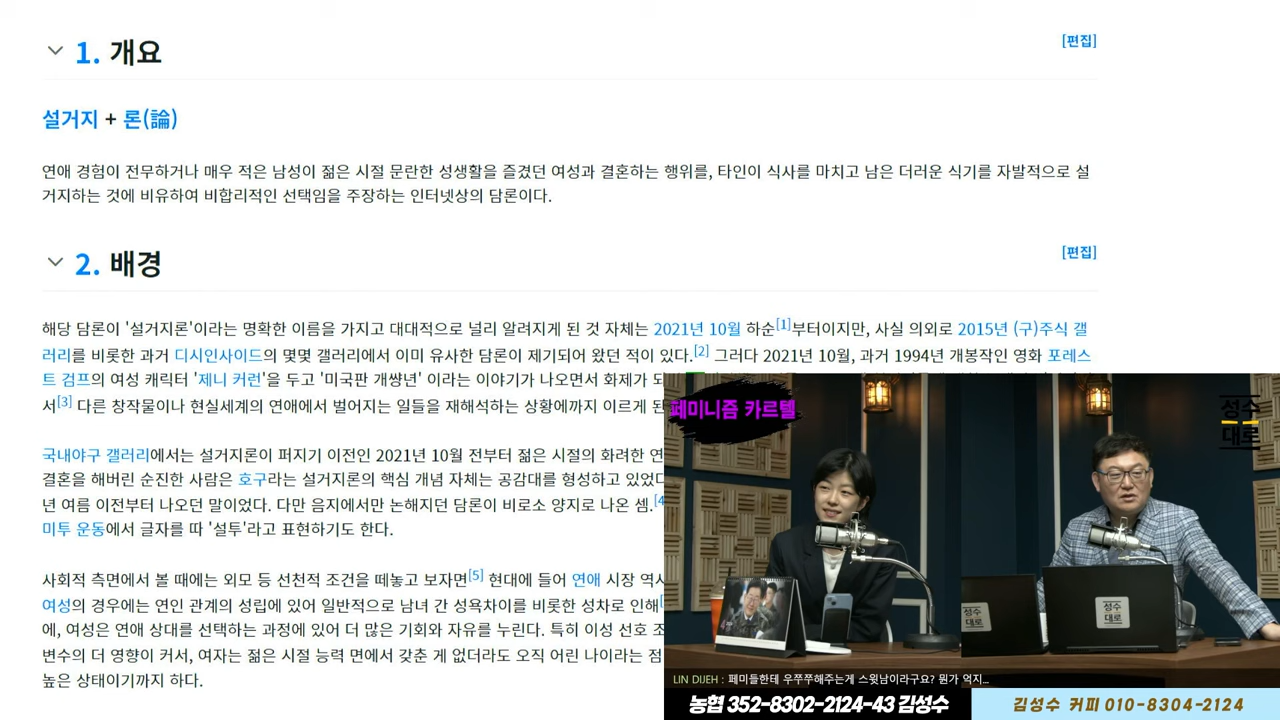 1. 개요
[편집]
설거지 + 론(論)
연애 경험이 전무하거나 매우 적은 남성이 젊은 시절 문란한 성생활을 즐겼던 여성과 결혼하는 행위를, 타인이 식사를 마치고 남은 더러운 식기를 자발적으로 설
거지하는 것에 비유하여 비합리적인 선택임을 주장하는 인터넷상의 담론이다.
2. 배경
[편집]
해당 담론이 '설거지론'이라는 명확한 이름을 가지고 대대적으로 널리 알려지게 된 것 자체는 2021년 10월 하순[1]부터이지만, 사실 의외로 2015년 (구)주식 갤
러리를 비롯한 과거 디시인사이드의 몇몇 갤러리에서 이미 유사한 담론이 제기되어 왔던 적이 있다.[2] 그러다 2021년 10월, 과거 1994년 개봉작인 영화 포레스
트 검프의 여성 캐릭터 '제니 커런'을 두고 '미국판 개썅년' 이라는 이야기가 나오면서 화제가 되
서[3] 다른 창작물이나 현실세계의 연애에서 벌어지는 일들을 재해석하는 상황에까지 이르게 된
국내야구 갤러리에서는 설거지론이 퍼지기 이전인 2021년 10월 전부터 젊은 시절의 화려한 연
결혼을 해버린 순진한 사람은 호구라는 설거지론의 핵심 개념 자체는 공감대를 형성하고 있었다
년 여름 이전부터 나오던 말이었다. 다만 음지에서만 논해지던 담론이 비로소 양지로 나온 셈.[4
미투 운동에서 글자를 따 '설투'라고 표현하기도 한다.
사회적 측면에서 볼 때에는 외모 등 선천적 조건을 떼놓고 보자면[5] 현대에 들어 연애 시장 역시
여성의 경우에는 연인 관계의 성립에 있어 일반적으로 남녀 간 성욕차이를 비롯한 성차로 인해[
에, 여성은 연애 상대를 선택하는 과정에 있어 더 많은 기회와 자유를 누린다. 특히 이성 선호 조
변수의 더 영향이 커서, 여자는 젊은 시절 능력 면에서 갖춘 게 없더라도 오직 어린 나이라는 점
높은 상태이기까지 하다.
페미니즘 카르텔
성수
대로
성수
대로
성수
대로
LIN DIJEH : 페미들한테 우쭈쭈해주는게 스윗남이라구요? 뭔가 억지...
농협 352-8302-2124-43 김성수
김성수 커피 010-8304-2124